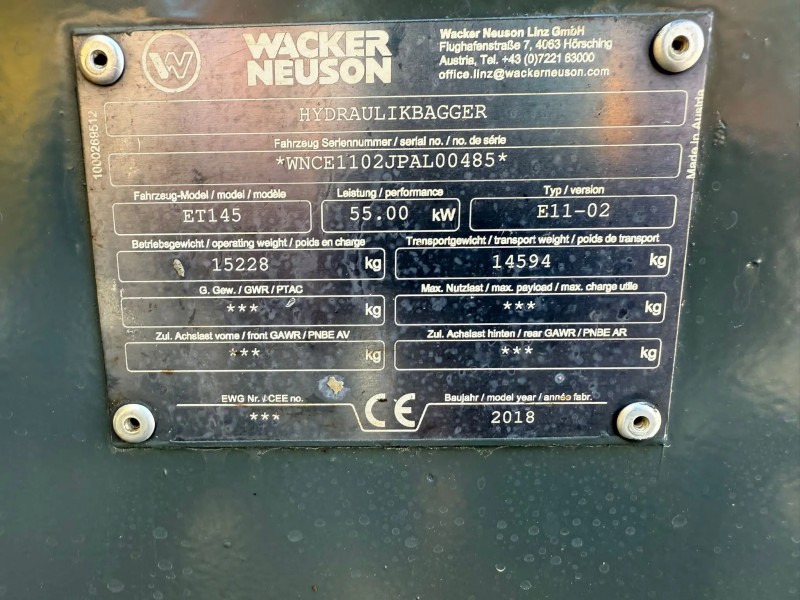 W
WACKER
NEUSON
Wacker Neuson Linz GmbH
Flughafenstraße 7, 4063 Hörsching
Austria, Tel. +43 (0)7221 63000
office.linz@wackerneuson.com
1000269512
Made in Austria
HYDRAULIKBAGGER
Fahrzeug Seriennummer / serial no. / no. de série
*WNCE1102JPAL00485*
Fahrzeug-Model / model / modèle Leistung / performance Typ / version
ET145 55.00 kW E11-02
Betriebsgewicht / operating weight / poids en charge Transportgewicht / transport weight / poids de transport
15228 kg 14594 kg
G. Gew. / GWR / PTAC Max. Nutzlast / max. payload / max. charge utile
*** kg *** kg
Zul. Achslast vorne / front GAWR / PNBE AV Zul. Achslast hinten / rear GAWR / PNBE AR
*** kg *** kg
EWG Nr. / CEE no. CE Baujahr / model year / année fabr.
*** 2018